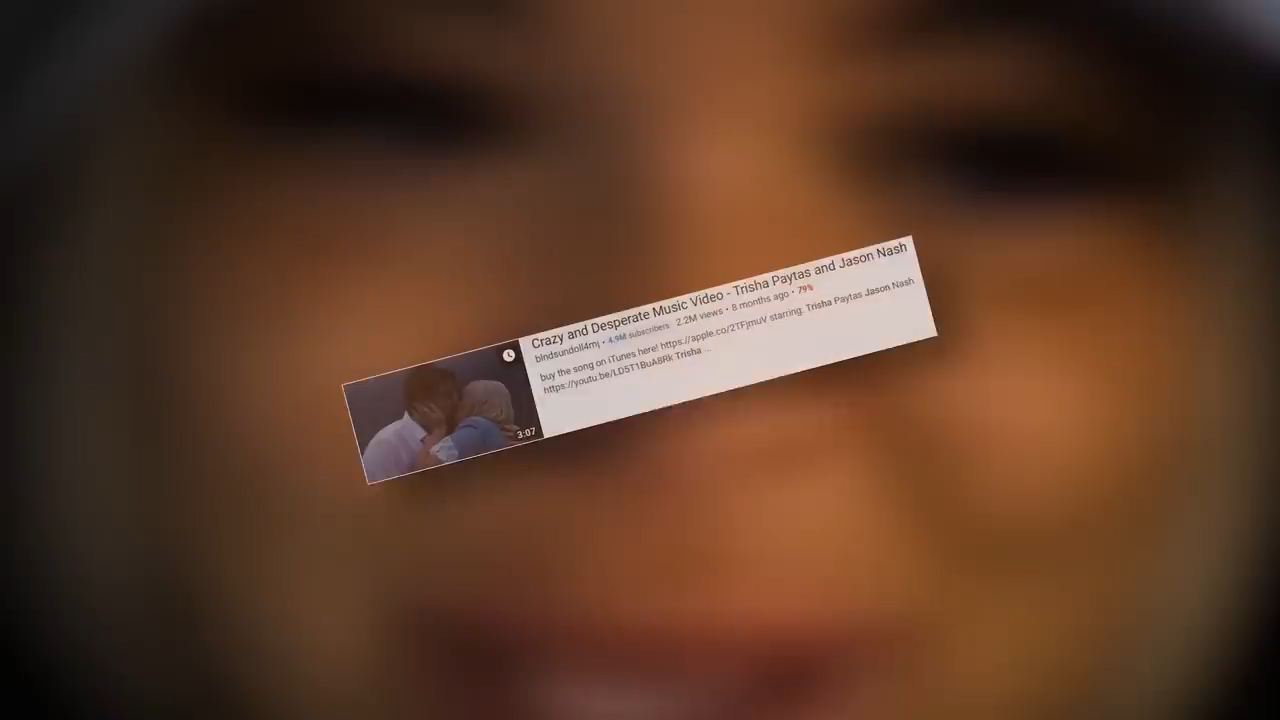 Crazy and Desperate Music Video - Trisha Paytas and Jason Nash
blndsundoll4mj • 4.9M subscribers 2.2M views • 8 months ago • 79%
buy the song on iTunes here! https://apple.co/2TFjmuV starring: Trisha Paytas Jason Nash
https://youtu.be/LD5T1BuA8Rk Trisha ...
3:07